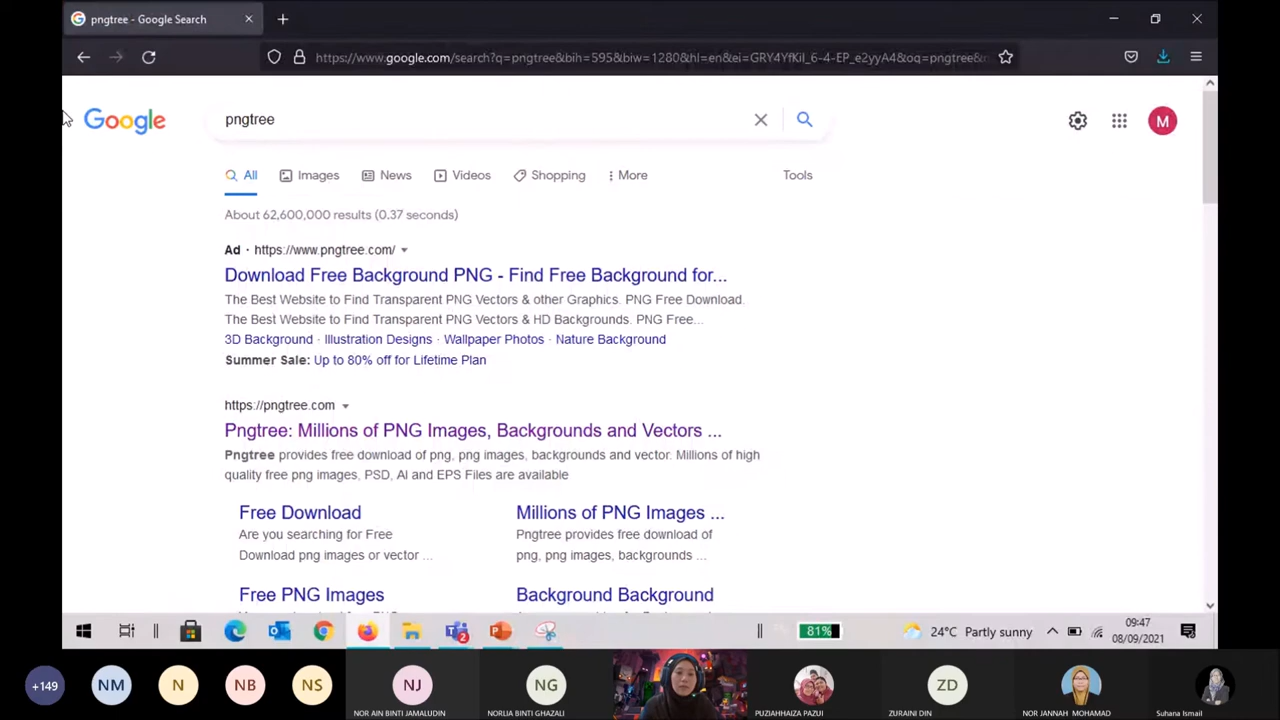 pngtree - Google Search
https://www.google.com/search?q=pngtree&bih=595&biw=1280&hl=en&ei=GRY4YfKiI_6-4-EP_e2yyA4&oq=pngtree&
Google
pngtree
M
All Images News Videos Shopping More Tools
About 62,600,000 results (0.37 seconds)
Ad · https://www.pngtree.com/
Download Free Background PNG - Find Free Background for...
The Best Website to Find Transparent PNG Vectors & other Graphics. PNG Free Download.
The Best Website to Find Transparent PNG Vectors & HD Backgrounds. PNG Free...
3D Background · Illustration Designs · Wallpaper Photos · Nature Background
Summer Sale: Up to 80% off for Lifetime Plan
https://pngtree.com
Pngtree: Millions of PNG Images, Backgrounds and Vectors ...
Pngtree provides free download of png, png images, backgrounds and vector. Millions of high
quality free png images, PSD, AI and EPS Files are available
Free Download
Are you searching for Free
Download png images or vector ...
Millions of PNG Images ...
Pngtree provides free download of
png, png images, backgrounds ...
Free PNG Images
Background Background
81%
24°C Partly sunny
09:47
08/09/2021
+149
NM
N
NB
NS
NJ
NOR AIN BINTI JAMALUDIN
NG
NORLIA BINTI GHAZALI
PUZIAHHAIZA PAZUI
ZD
ZURAINI DIN
NOR JANNAH MOHAMAD
Suhana Ismail